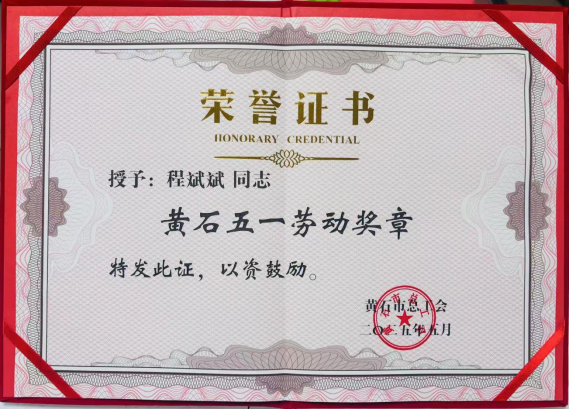 荣誉证书
HONORARY CREDENTIAL
授予：程斌斌 同志
黄石五一劳动奖章
特发此证，以资鼓励。
黄石市总工会
二〇二五年五月